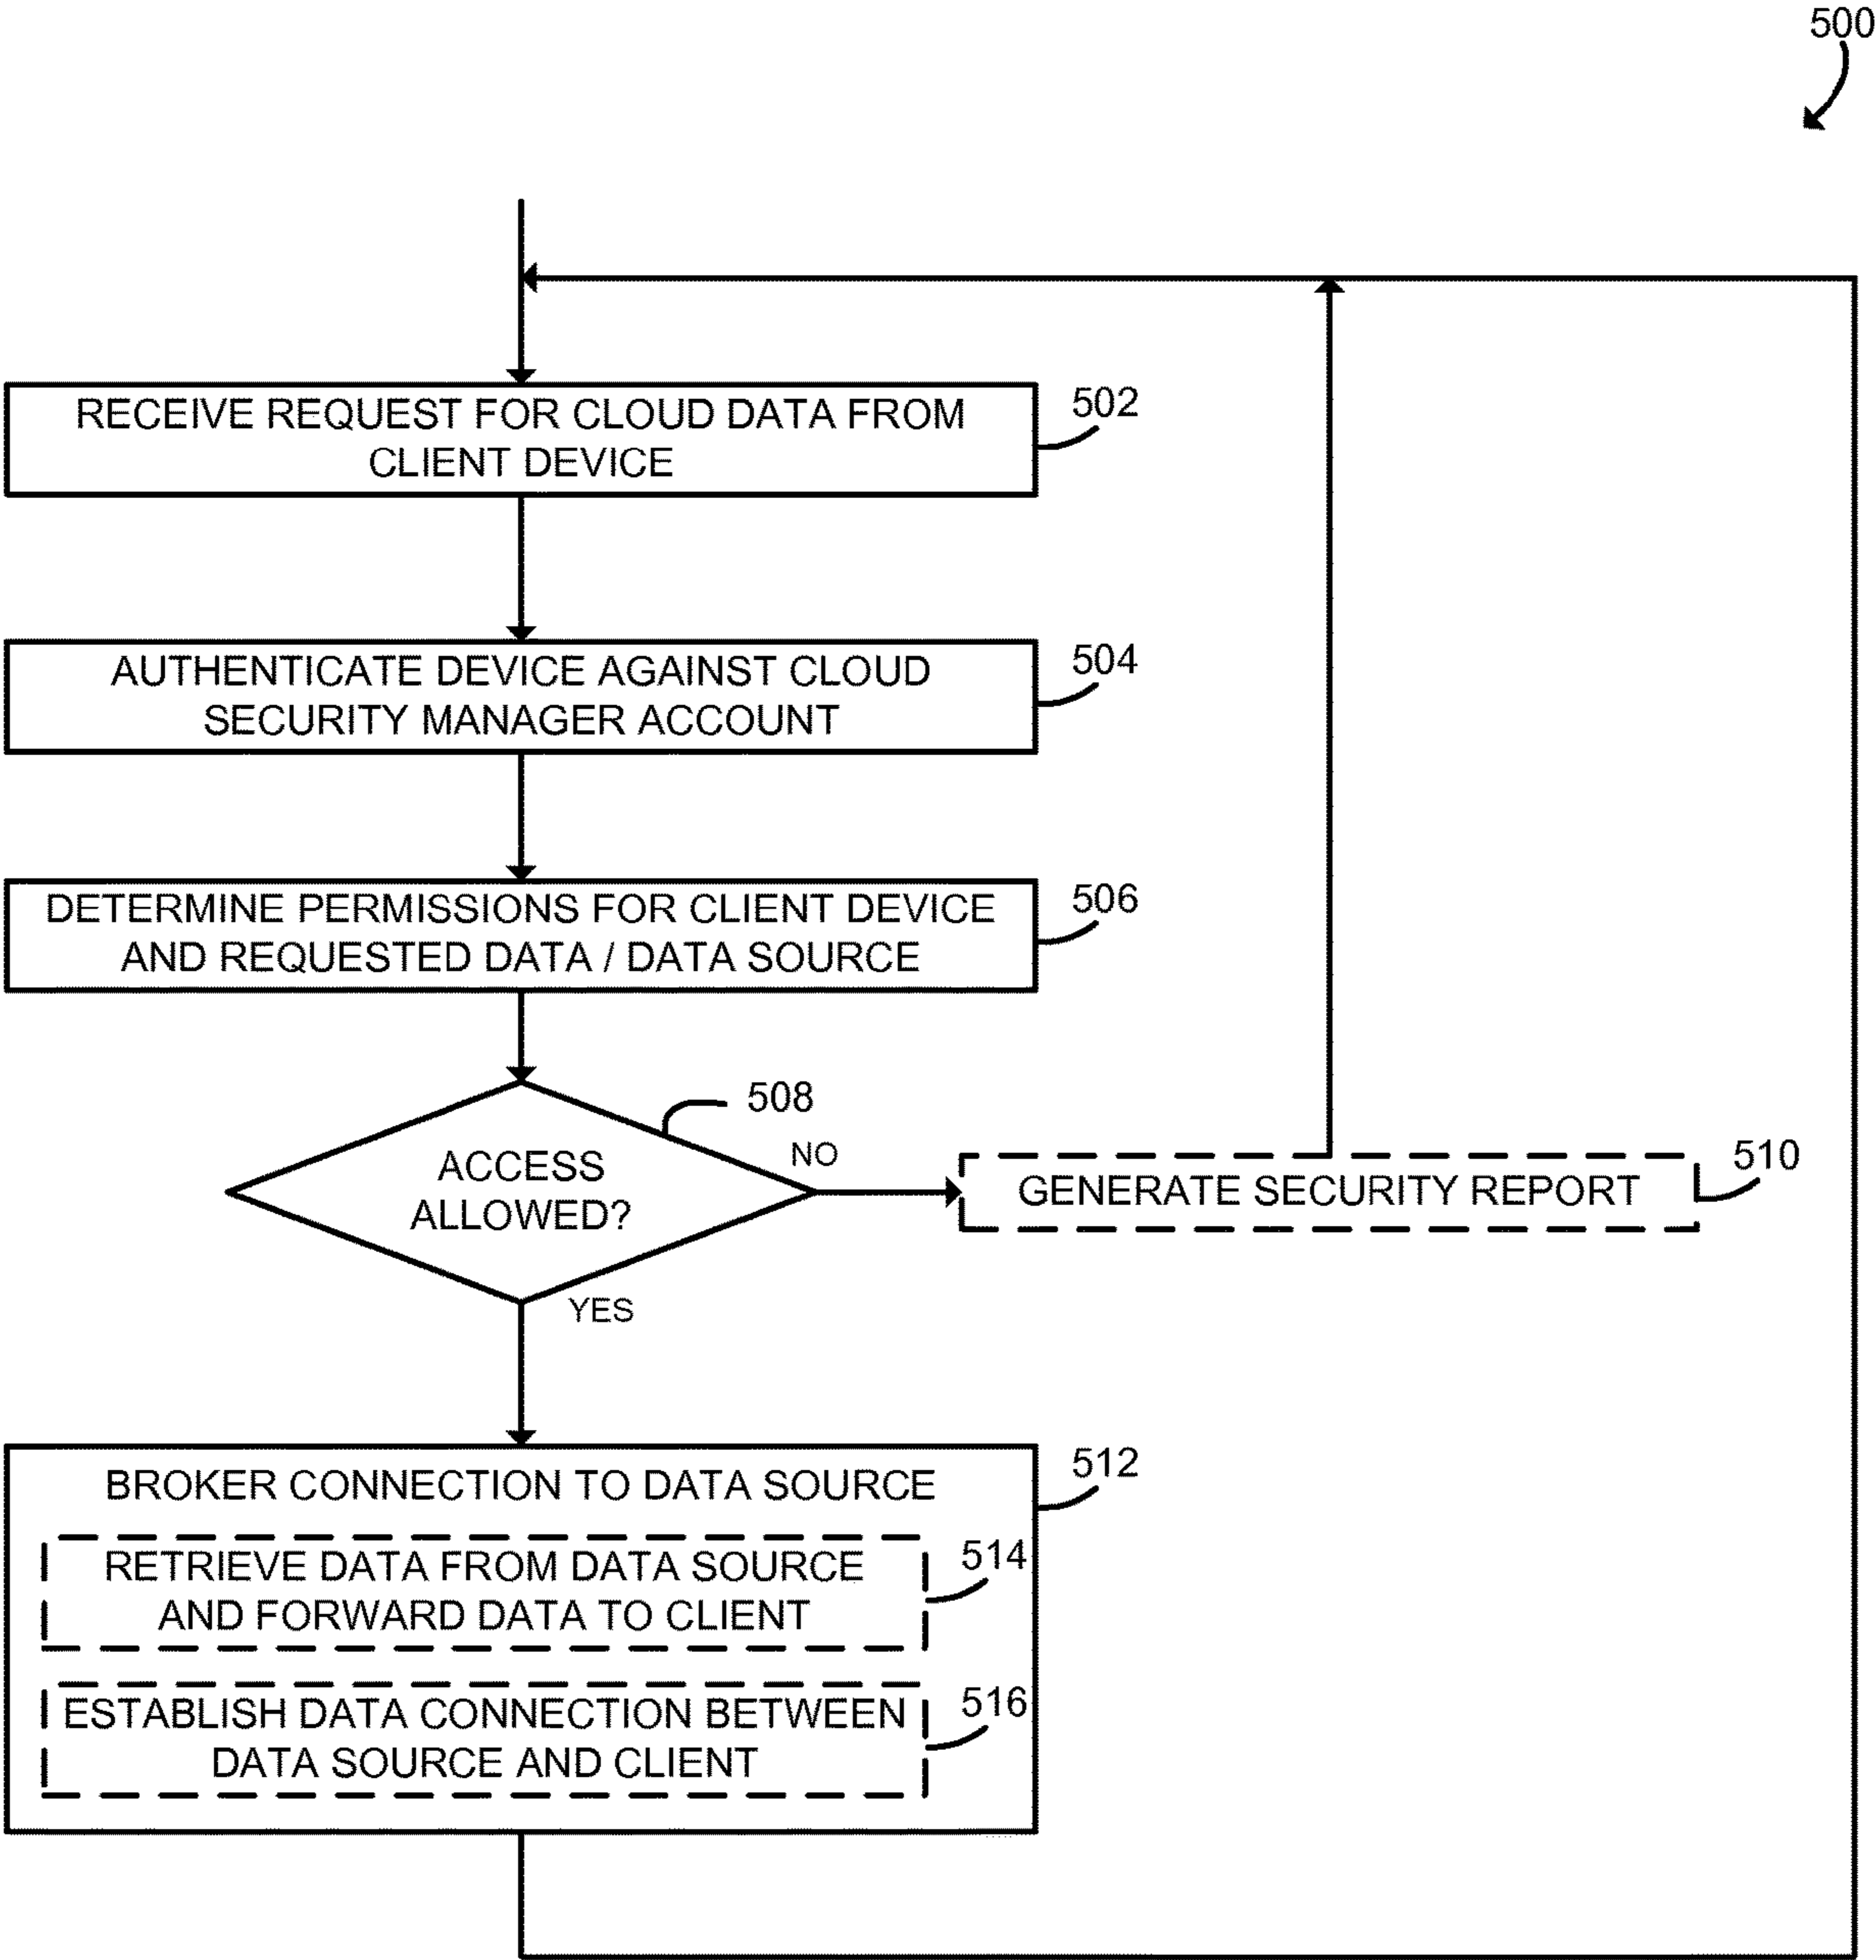 500
RECEIVE REQUEST FOR CLOUD DATA FROM
CLIENT DEVICE
502
AUTHENTICATE DEVICE AGAINST CLOUD
SECURITY MANAGER ACCOUNT
504
DETERMINE PERMISSIONS FOR CLIENT DEVICE
AND REQUESTED DATA / DATA SOURCE
506
ACCESS
ALLOWED?
508
NO
GENERATE SECURITY REPORT
510
YES
BROKER CONNECTION TO DATA SOURCE
512
RETRIEVE DATA FROM DATA SOURCE
AND FORWARD DATA TO CLIENT
514
ESTABLISH DATA CONNECTION BETWEEN
DATA SOURCE AND CLIENT
516